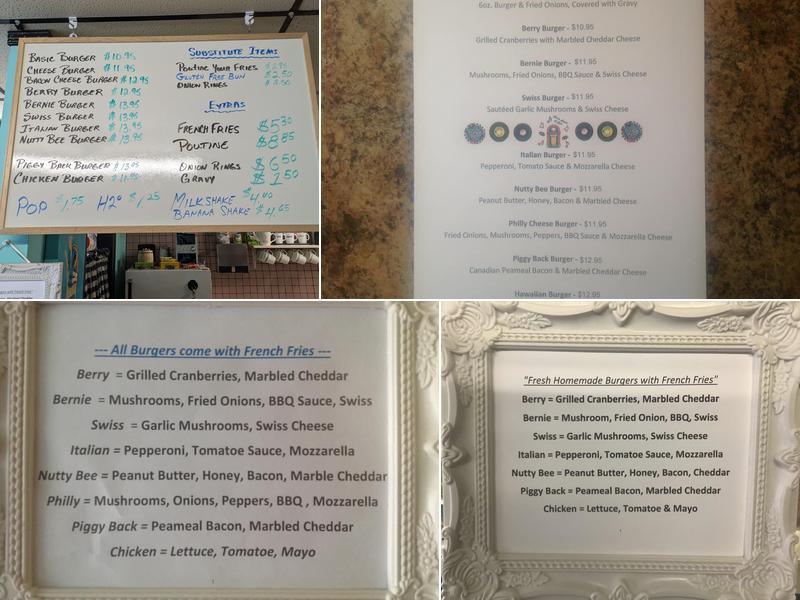 BASIC BURGER $10.95
CHEESE BURGER $11.95
BACON CHEESE BURGER $12.95
BERRY BURGER $12.95
BERNIE BURGER $13.95
SWISS BURGER $13.95
ITALIAN BURGER $13.95
NUTTY BEE BURGER $13.95
PIGGY BACK BURGER $13.95
CHICKEN BURGER $11.95
POP $1.75 H2O $1.25
SUBSTITUTE ITEMS
POUTINE YOUR FRIES
GLUTEN FREE BUN $2.50
ONION RINGS
EXTRAS
FRENCH FRIES $5.30
POUTINE $8.85
ONION RINGS $6.50
GRAVY $1.50
MILKSHAKE $4.40
BANANA SHAKE $4.65
6oz. Burger & Fried Onions, Covered with Gravy
Berry Burger - $10.95
Grilled Cranberries with Marbled Cheddar Cheese
Bernie Burger - $11.95
Mushrooms, Fried Onions, BBQ Sauce & Swiss Cheese
Swiss Burger - $11.95
Sautéed Garlic Mushrooms & Swiss Cheese
Italian Burger - $11.95
Pepperoni, Tomato Sauce & Mozzarella Cheese
Nutty Bee Burger - $11.95
Peanut Butter, Honey, Bacon & Marbled Cheese
Philly Cheese Burger - $11.95
Fried Onions, Mushrooms, Peppers, BBQ Sauce & Mozzarella Cheese
Piggy Back Burger - $12.95
Canadian Peameal Bacon & Marbled Cheddar Cheese
Hawaiian Burger - $12.95
--- All Burgers come with French Fries ---
Berry = Grilled Cranberries, Marbled Cheddar
Bernie = Mushrooms, Fried Onions, BBQ Sauce, Swiss
Swiss = Garlic Mushrooms, Swiss Cheese
Italian = Pepperoni, Tomatoe Sauce, Mozzarella
Nutty Bee = Peanut Butter, Honey, Bacon, Marble Cheddar
Philly = Mushrooms, Onions, Peppers, BBQ , Mozzarella
Piggy Back = Peameal Bacon, Marbled Cheddar
Chicken = Lettuce, Tomatoe, Mayo
"Fresh Homemade Burgers with French Fries"
Berry = Grilled Cranberries, Marbled Cheddar
Bernie = Mushroom, Fried Onion, BBQ, Swiss
Swiss = Garlic Mushrooms, Swiss Cheese
Italian = Pepperoni, Tomatoe Sauce, Mozzarella
Nutty Bee = Peanut Butter, Honey, Bacon, Cheddar
Piggy Back = Peameal Bacon, Marbled Cheddar
Chicken = Lettuce, Tomatoe & Mayo